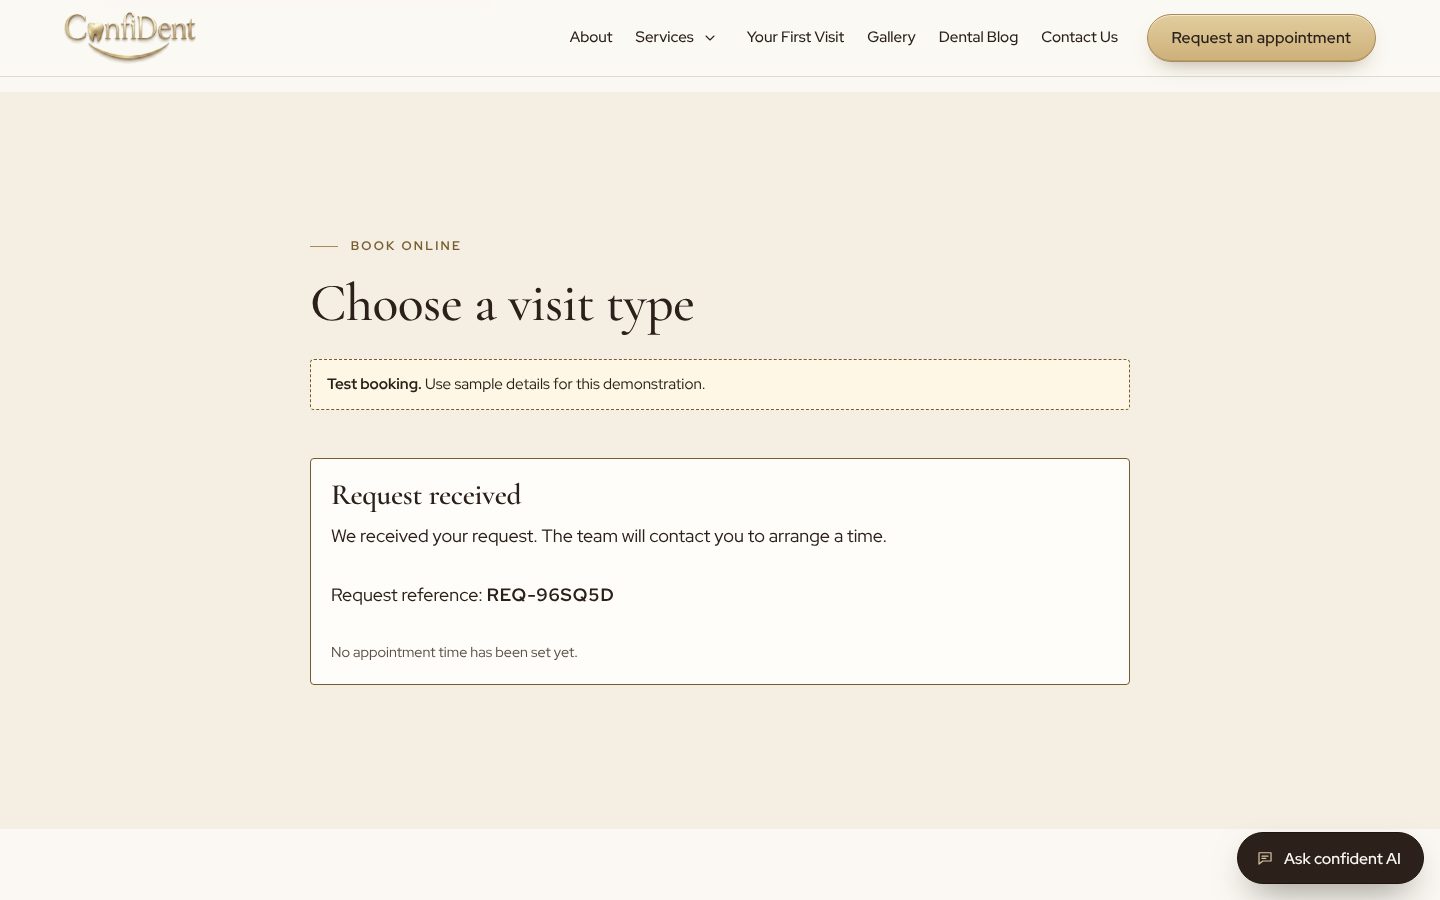 ConfiDent
About
Services
Your First Visit
Gallery
Dental Blog
Contact Us
Request an appointment
BOOK ONLINE
Choose a visit type
Test booking. Use sample details for this demonstration.
Request received
We received your request. The team will contact you to arrange a time.
Request reference: REQ-96SQ5D
No appointment time has been set yet.
Ask confident AI